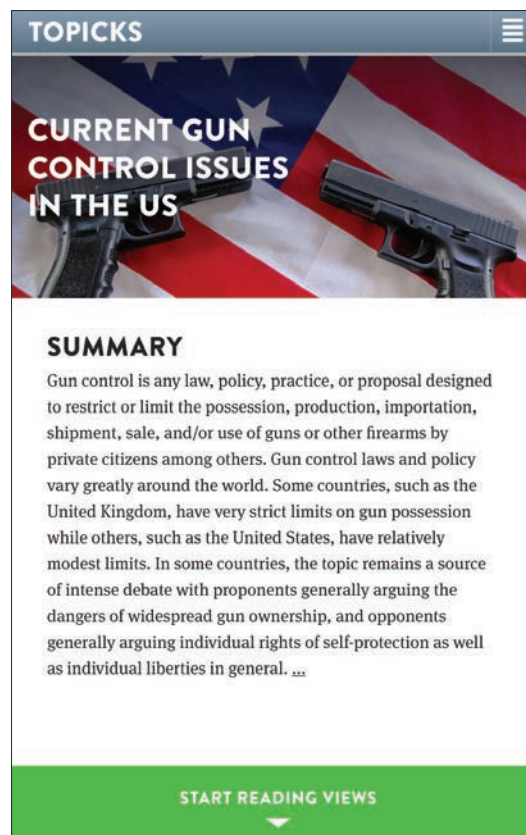 TOPICKS
CURRENT GUN
CONTROL ISSUES
IN THE US
SUMMARY
Gun control is any law, policy, practice, or proposal designed
to restrict or limit the possession, production, importation,
shipment, sale, and/or use of guns or other firearms by
private citizens among others. Gun control laws and policy
vary greatly around the world. Some countries, such as the
United Kingdom, have very strict limits on gun possession
while others, such as the United States, have relatively
modest limits. In some countries, the topic remains a source
of intense debate with proponents generally arguing the
dangers of widespread gun ownership, and opponents
generally arguing individual rights of self-protection as well
as individual liberties in general. ...
START READING VIEWS